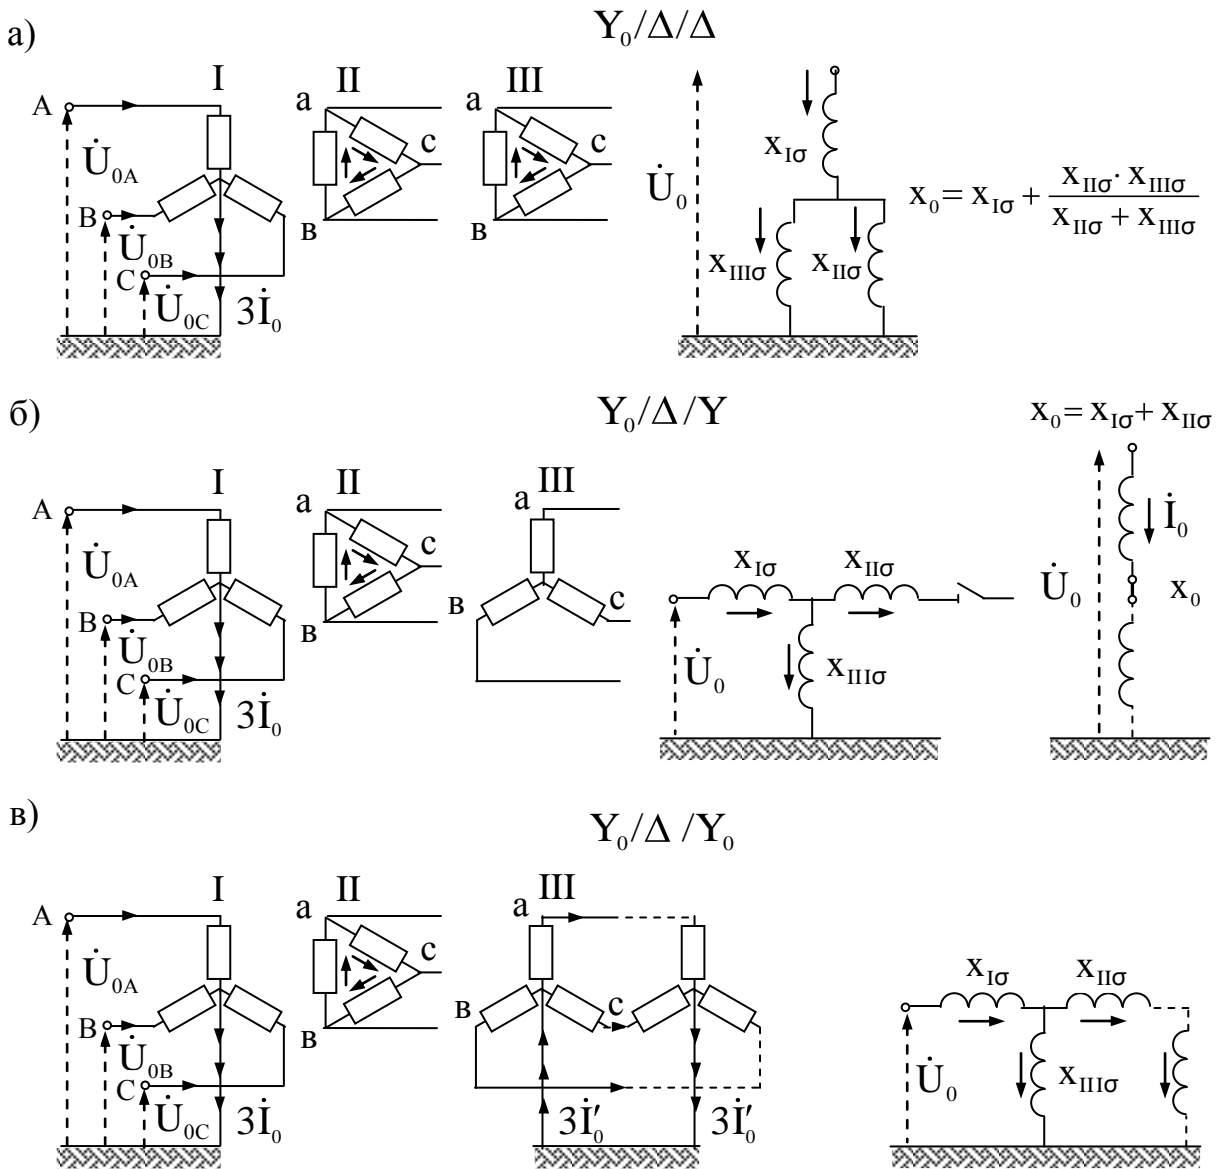 а)
Y₀/Δ/Δ
I
II
III
A
a
c
a
c
U̇₀A
B
U̇₀B
в
в
C
U̇₀C
3İ₀
U̇₀
xIσ
xIIIσ
xIIσ
x₀ = xIσ + xIIσ · xIIIσ / xIIσ + xIIIσ
б)
Y₀/Δ/Y
x₀ = xIσ + xIIσ
I
II
III
A
a
c
a
в
c
U̇₀A
B
U̇₀B
в
C
U̇₀C
3İ₀
xIσ
xIIσ
U̇₀
xIIIσ
U̇₀
İ₀
x₀
в)
Y₀/Δ/Y₀
I
II
III
A
a
c
a
в
c
U̇₀A
B
U̇₀B
в
C
U̇₀C
3İ₀
3İ′₀
3İ′₀
xIσ
xIIσ
U̇₀
xIIIσ